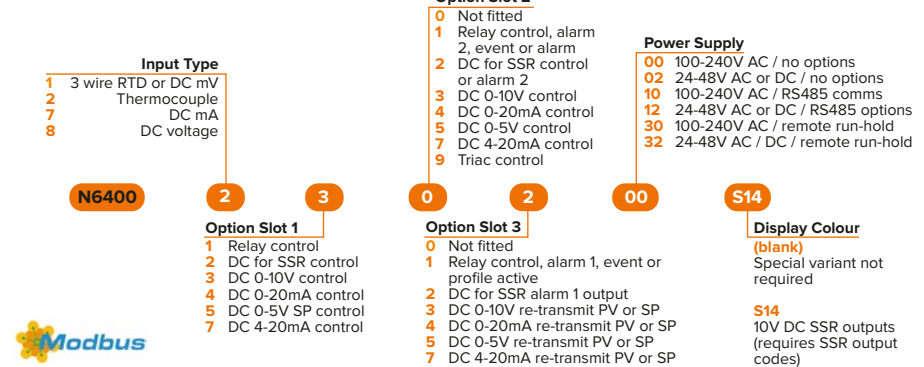 Option Slot 2
0 Not fitted
1 Relay control, alarm
2, event or alarm
2 DC for SSR control
or alarm 2
3 DC 0-10V control
4 DC 0-20mA control
5 DC 0-5V control
7 DC 4-20mA control
9 Triac control
Input Type
1 3 wire RTD or DC mV
2 Thermocouple
7 DC mA
8 DC voltage
Power Supply
00 100-240V AC / no options
02 24-48V AC or DC / no options
10 100-240V AC / RS485 comms
12 24-48V AC or DC / RS485 options
30 100-240V AC / remote run-hold
32 24-48V AC / DC / remote run-hold
N6400 2 3 0 2 00 S14
Option Slot 1
1 Relay control
2 DC for SSR control
3 DC 0-10V control
4 DC 0-20mA control
5 DC 0-5V SP control
7 DC 4-20mA control
Option Slot 3
0 Not fitted
1 Relay control, alarm 1, event or
profile active
2 DC for SSR alarm 1 output
3 DC 0-10V re-transmit PV or SP
4 DC 0-20mA re-transmit PV or SP
5 DC 0-5V re-transmit PV or SP
7 DC 4-20mA re-transmit PV or SP
Display Colour
(blank)
Special variant not
required
S14
10V DC SSR outputs
(requires SSR output
codes)
Modbus